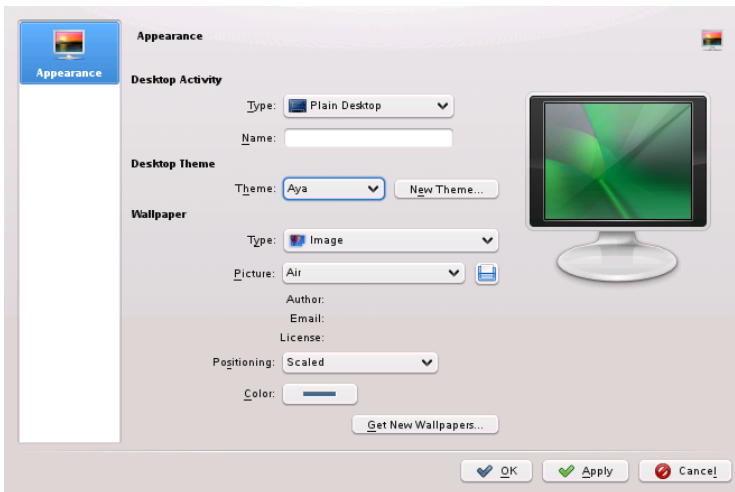 Appearance
Appearance
Desktop Activity
Type: Plain Desktop
Name:
Desktop Theme
Theme: Aya New Theme...
Wallpaper
Type: Image
Picture: Air
Author:
Email:
License:
Positioning: Scaled
Color:
Get New Wallpapers...
OK Apply Cancel